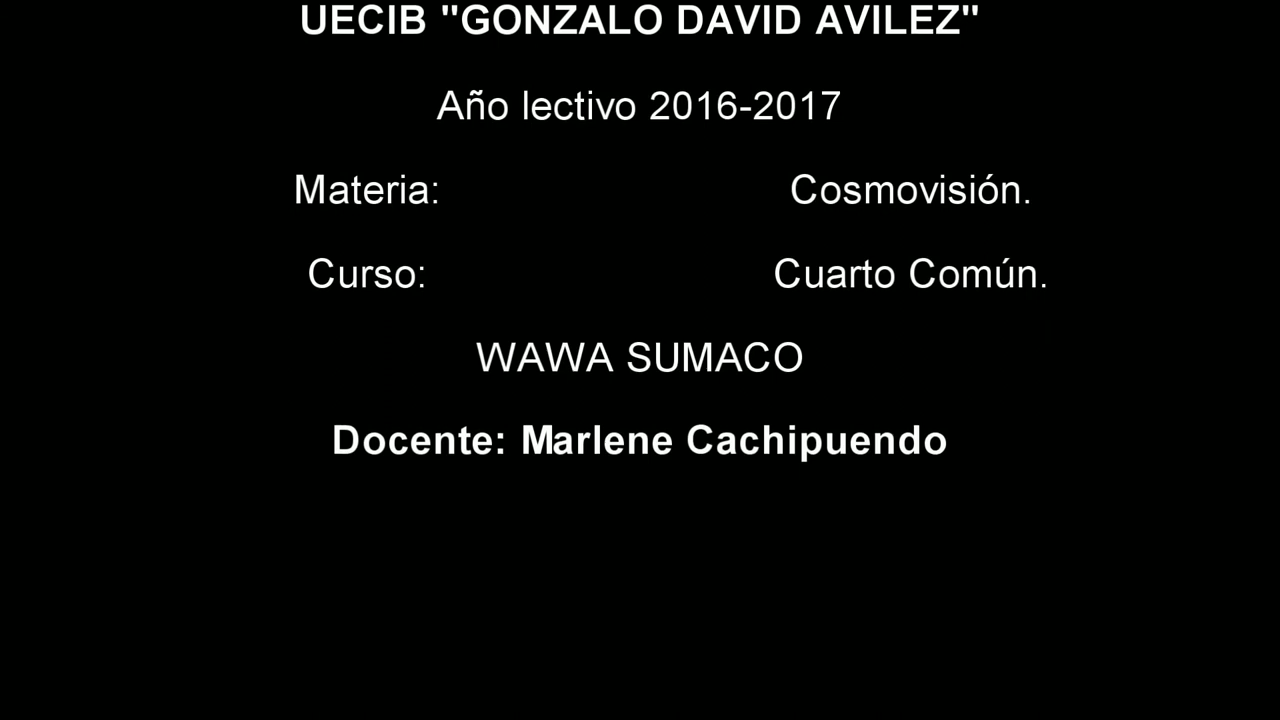 UECIB "GONZALO DAVID AVILEZ"
Año lectivo 2016-2017
Materia: Cosmovisión.
Curso: Cuarto Común.
WAWA SUMACO
Docente: Marlene Cachipuendo